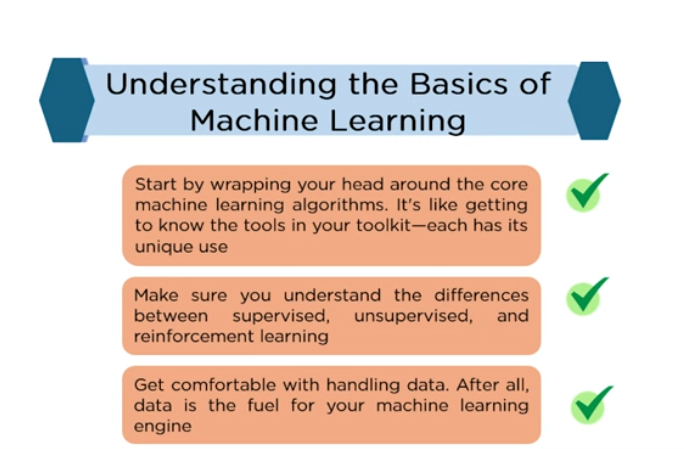 Understanding the Basics of
Machine Learning
Start by wrapping your head around the core
machine learning algorithms. It's like getting
to know the tools in your toolkit—each has its
unique use
Make sure you understand the differences
between supervised, unsupervised, and
reinforcement learning
Get comfortable with handling data. After all,
data is the fuel for your machine learning
engine